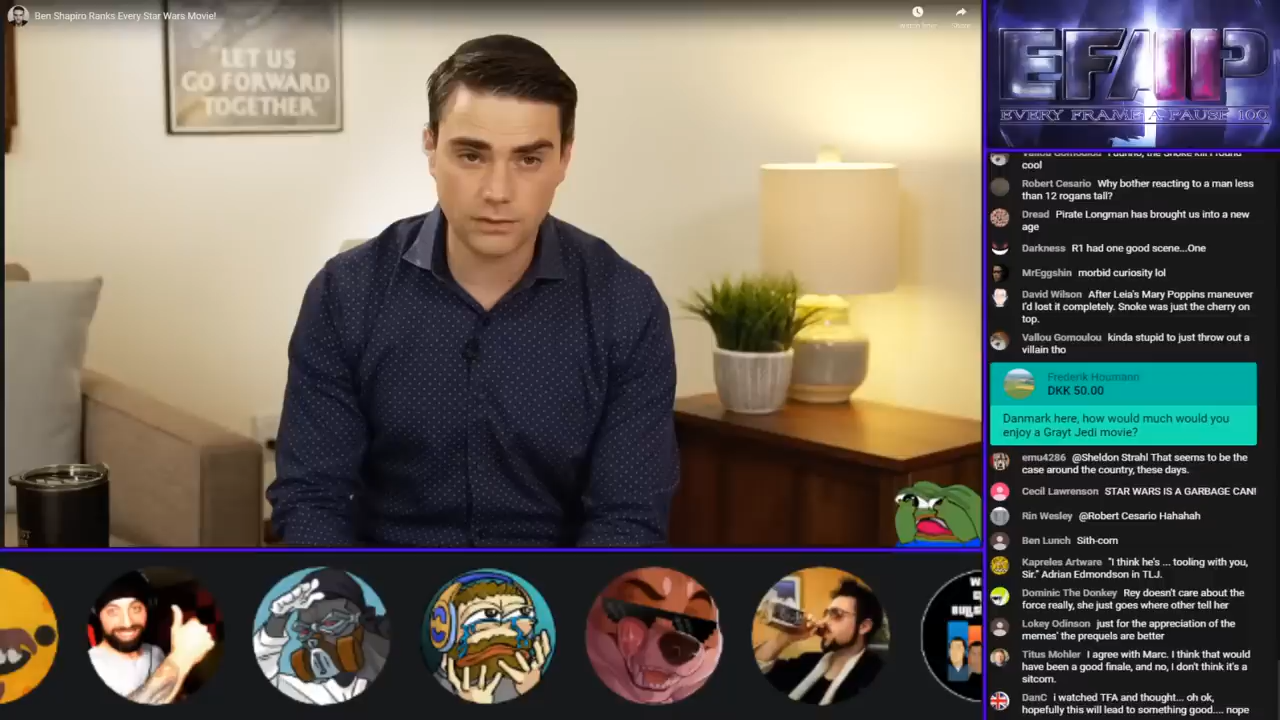 Ben Shapiro Ranks Every Star Wars Movie!
Share
LET US
GO FORWARD
TOGETHER
EFAP
EVERY FRAME A PAUSE 100
cool
Robert Cesario Why bother reacting to a man less
than 12 rogans tall?
Dread Pirate Longman has brought us into a new
age
Darkness R1 had one good scene...One
MrEggshin morbid curiosity lol
David Wilson After Leia's Mary Poppins maneuver
I'd lost it completely. Snoke was just the cherry on
top.
Vallou Gomoulou kinda stupid to just throw out a
villain tho
Frederik Houmann
DKK 50.00
Danmark here, how would much would you
enjoy a Grayt Jedi movie?
emu4286 @Sheldon Strahl That seems to be the
case around the country, these days.
Cecil Lawrenson STAR WARS IS A GARBAGE CAN!
Rin Wesley @Robert Cesario Hahahah
Ben Lunch Sith-com
Kapreles Artware "I think he's ... tooling with you,
Sir." Adrian Edmondson in TLJ.
Dominic The Donkey Rey doesn't care about the
force really, she just goes where other tell her
Lokey Odinson just for the appreciation of the
memes' the prequels are better
Titus Mohler I agree with Marc. I think that would
have been a good finale, and no, I don't think it's a
sitcom.
DanC i watched TFA and thought... oh ok,
hopefully this will lead to something good.... nope